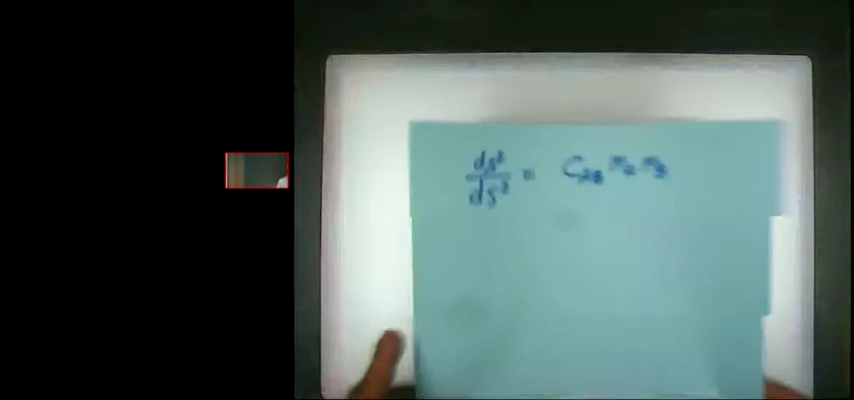 ds²/dS² = C_AB N_A N_B